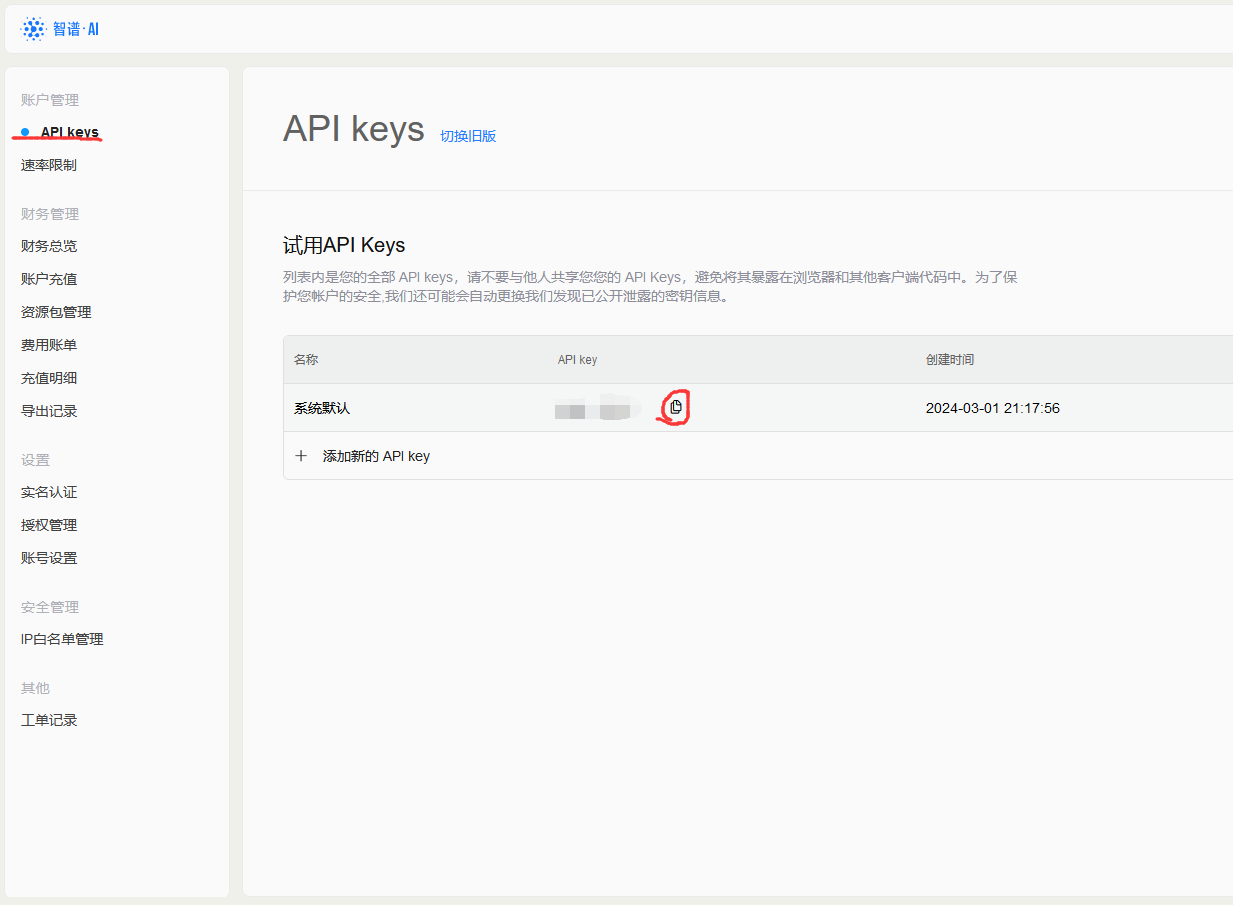 智谱·AI
账户管理
API keys
速率限制
财务管理
财务总览
账户充值
资源包管理
费用账单
充值明细
导出记录
设置
实名认证
授权管理
账号设置
安全管理
IP白名单管理
其他
工单记录
API keys 切换旧版
试用API Keys
列表内是您的全部 API keys，请不要与他人共享您您的 API Keys，避免将其暴露在浏览器和其他客户端代码中。为了保
护您帐户的安全,我们还可能会自动更换我们发现已公开泄露的密钥信息。
名称 API key 创建时间
系统默认 2024-03-01 21:17:56
+ 添加新的 API key